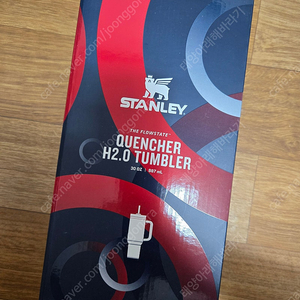 STANLEY
THE FLOWSTATE™
QUENCHER
H2.0 TUMBLER
30 OZ | 887 mL